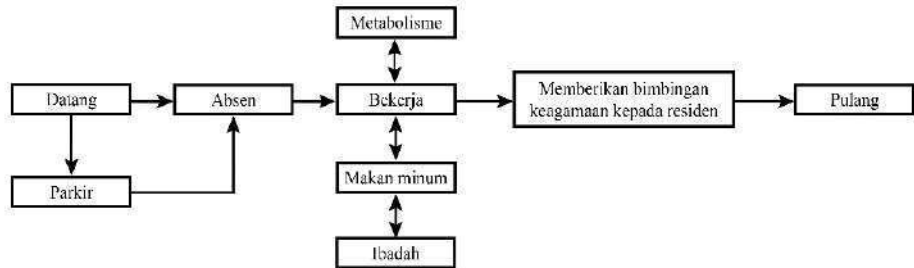 Metabolisme
Datang
Absen
Bekerja
Memberikan bimbingan
keagamaan kepada residen
Pulang
Parkir
Makan minum
Ibadah